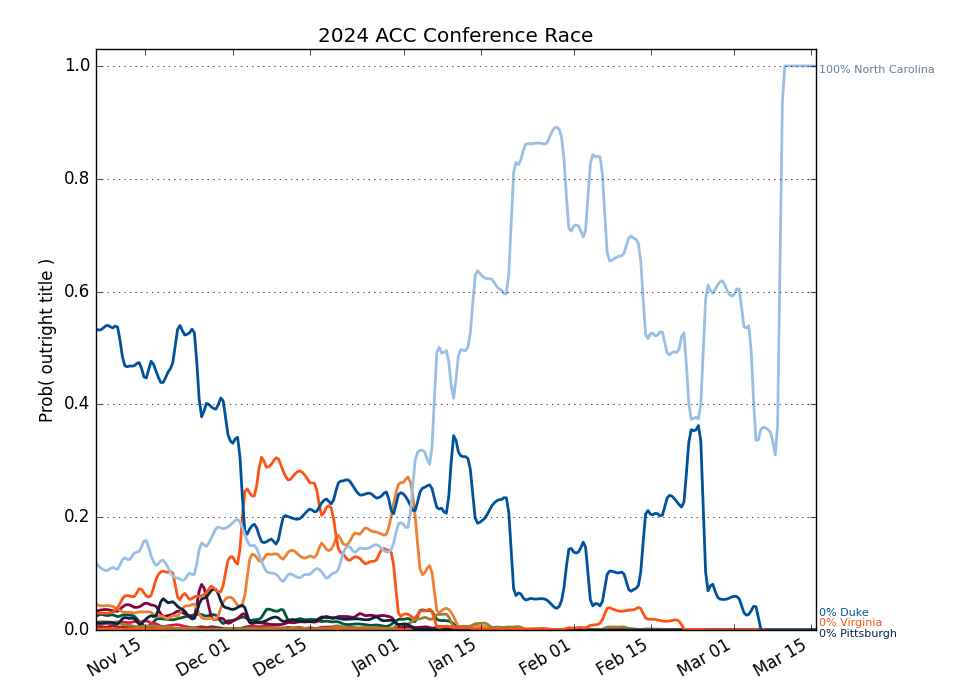 2024 ACC Conference Race
Prob( outright title )
1.0
0.8
0.6
0.4
0.2
0.0
100% North Carolina
0% Duke
0% Virginia
0% Pittsburgh
Nov 15
Dec 01
Dec 15
Jan 01
Jan 15
Feb 01
Feb 15
Mar 01
Mar 15